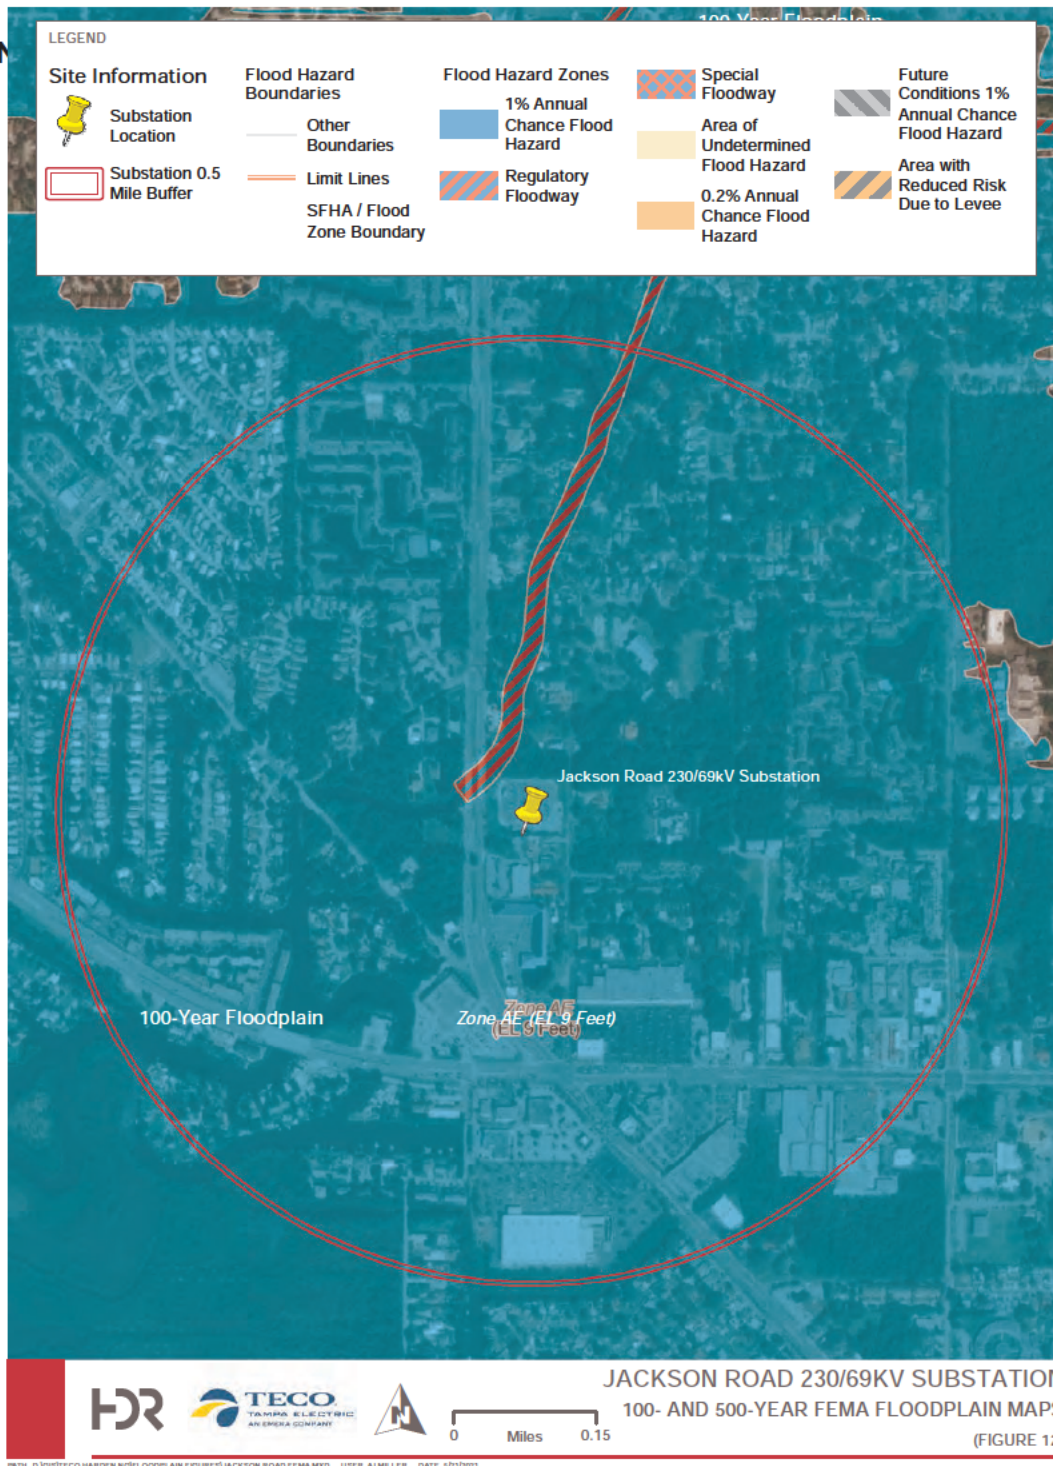 100-Year Floodplain
N
LEGEND
Site Information
Substation
Location
Substation 0.5
Mile Buffer
Flood Hazard
Boundaries
Other
Boundaries
Limit Lines
SFHA / Flood
Zone Boundary
Flood Hazard Zones
1% Annual
Chance Flood
Hazard
Regulatory
Floodway
Special
Floodway
Area of
Undetermined
Flood Hazard
0.2% Annual
Chance Flood
Hazard
Future
Conditions 1%
Annual Chance
Flood Hazard
Area with
Reduced Risk
Due to Levee
Jackson Road 230/69kV Substation
100-Year Floodplain
Zone AE
(EL 9 Feet)
Zone AE (EL 9 Feet)
HDR
TECO
TAMPA ELECTRIC
AN EMERA COMPANY
N
0 Miles 0.15
JACKSON ROAD 230/69KV SUBSTATION
100- AND 500-YEAR FEMA FLOODPLAIN MAPS
(FIGURE 12